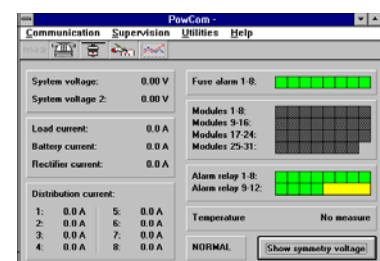 PowCom -
Communication Supervision Utilities Help
System voltage: 0.00 V
System voltage 2: 0.00 V
Load current: 0.0 A
Battery current: 0.0 A
Rectifier current: 0.0 A
Distribution current:
1: 0.0 A 5: 0.0 A
2: 0.0 A 6: 0.0 A
3: 0.0 A 7: 0.0 A
4: 0.0 A 8: 0.0 A
Fuse alarm 1-8:
Modules 1-8:
Modules 9-16:
Modules 17-24:
Modules 25-31:
Alarm relay 1-8:
Alarm relay 9-12:
Temperature No measure
NORMAL Show symmetry voltage